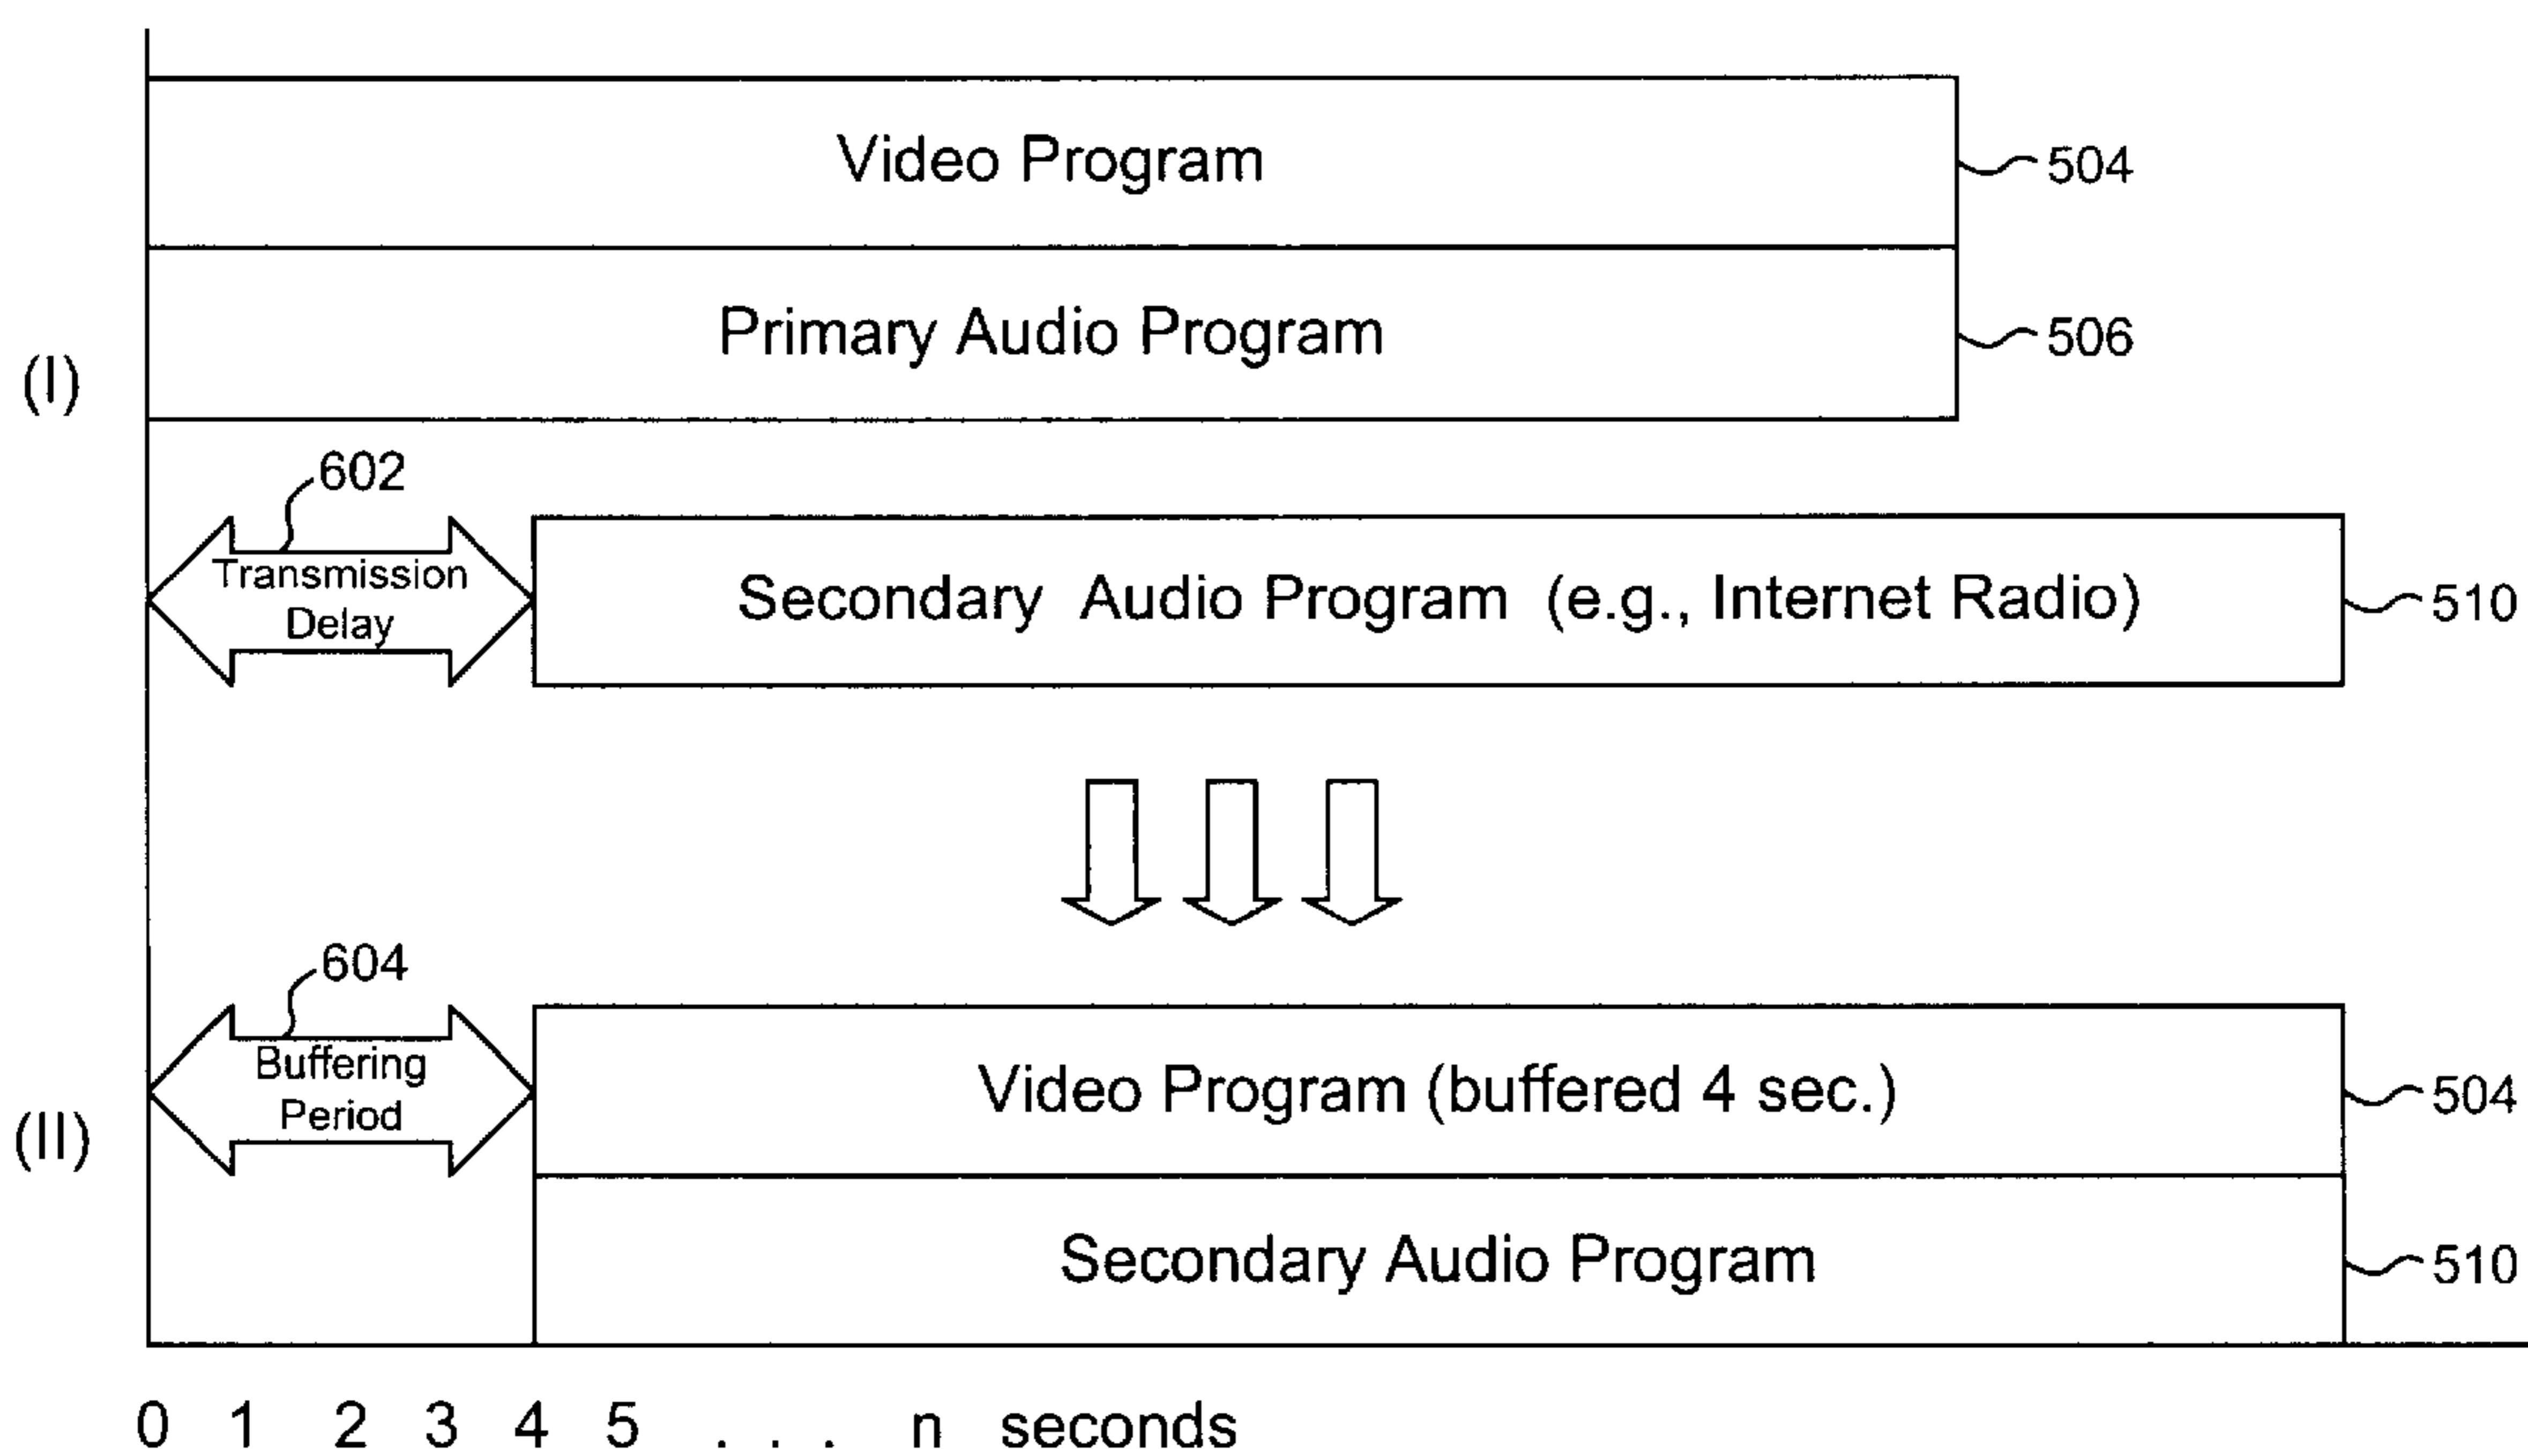 Video Program
504
Primary Audio Program
506
(I)
602
Transmission
Delay
Secondary Audio Program (e.g., Internet Radio)
510
604
Buffering
Period
Video Program (buffered 4 sec.)
504
(II)
Secondary Audio Program
510
0 1 2 3 4 5 . . . n seconds